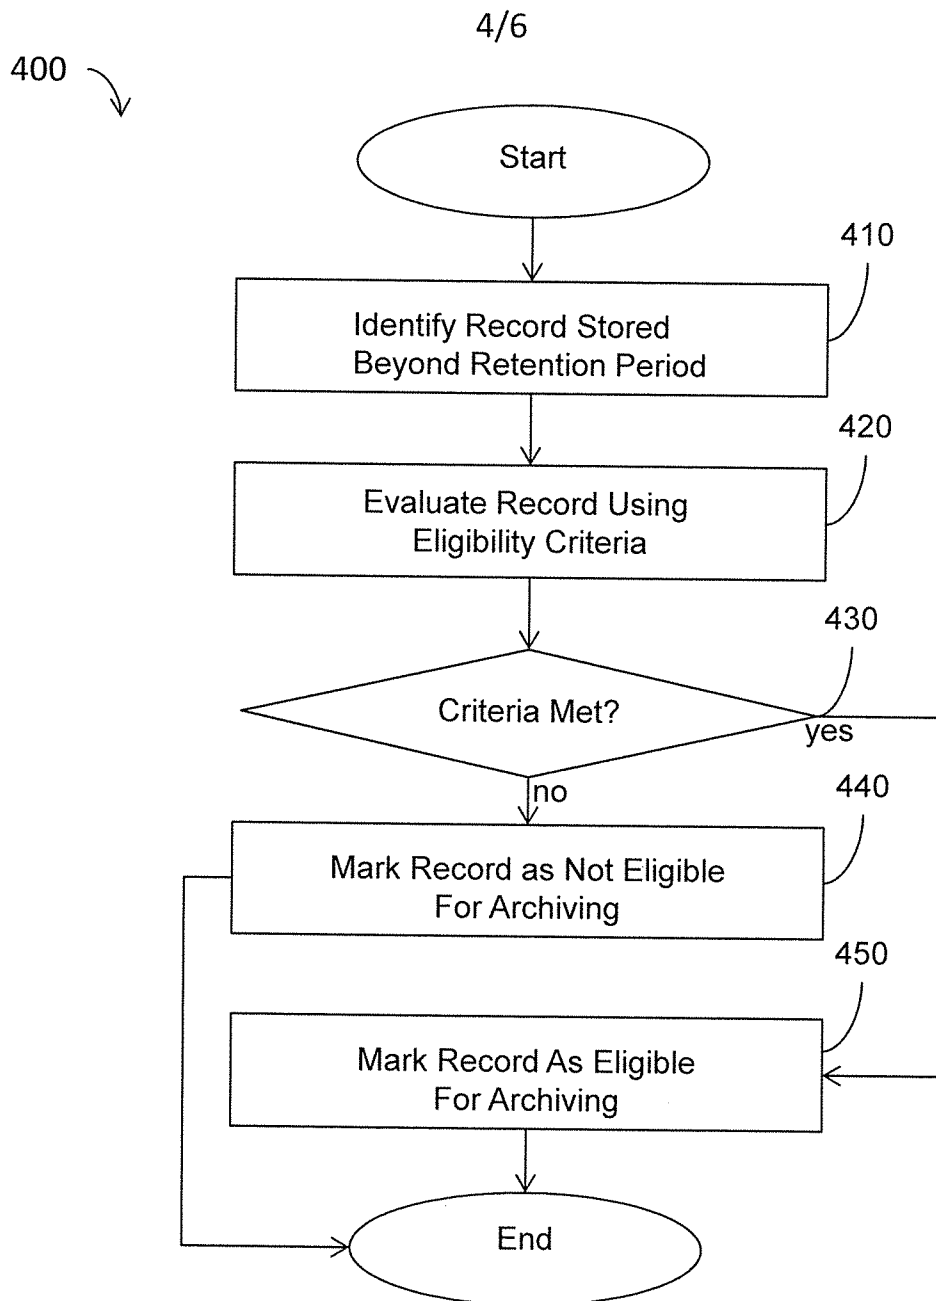 4/6
400
Start
410
Identify Record Stored
Beyond Retention Period
420
Evaluate Record Using
Eligibility Criteria
430
Criteria Met?
yes
no
440
Mark Record as Not Eligible
For Archiving
450
Mark Record As Eligible
For Archiving
End